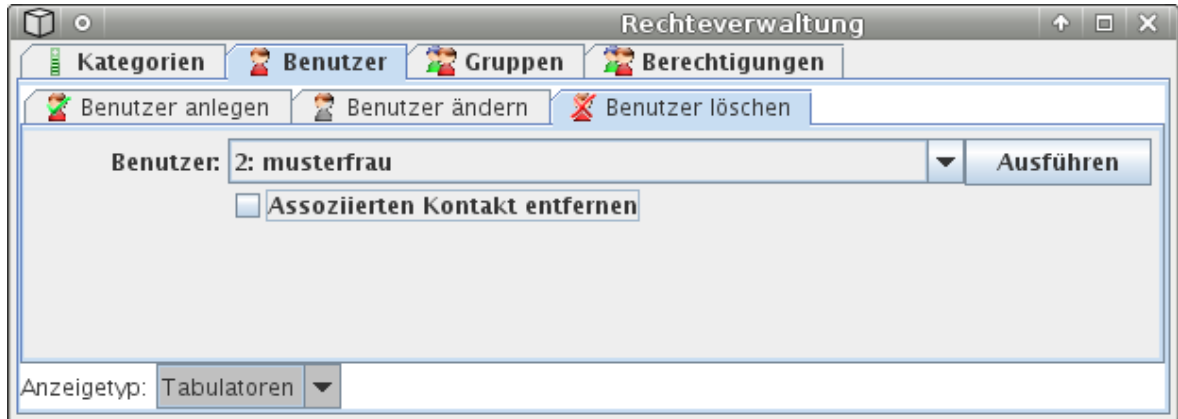 Rechteverwaltung
Kategorien Benutzer Gruppen Berechtigungen
Benutzer anlegen Benutzer ändern Benutzer löschen
Benutzer: 2: musterfrau Ausführen
Assoziierten Kontakt entfernen
Anzeigetyp: Tabulatoren